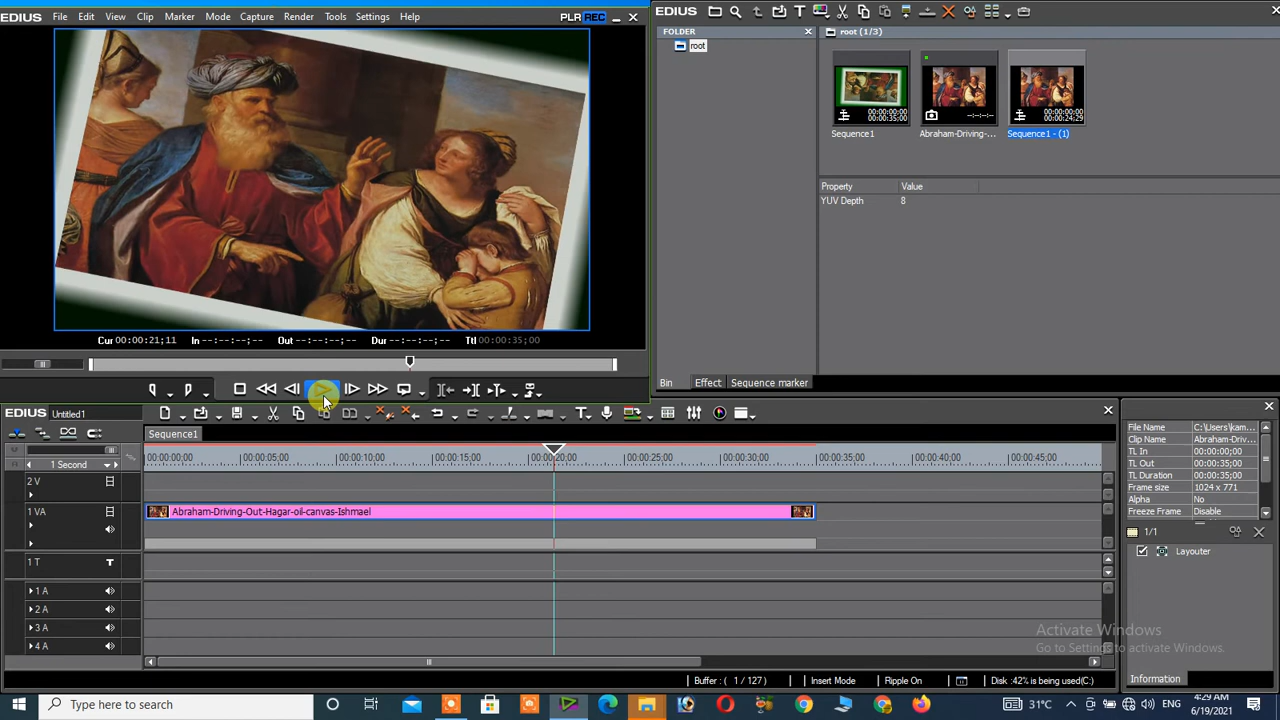 EDIUS File Edit View Clip Marker Mode Capture Render Tools Settings Help PLR REC
EDIUS
FOLDER
root
root (1/3)
00:00:00;00
00:00:35;00
Sequence1
--:--:--;--
Abraham-Driving-...
00:00:00;00
00:00:24;29
Sequence1 - (1)
Property Value
YUV Depth 8
Cur 00:00:21;11 In --:--:--;-- Out --:--:--;-- Dur --:--:--;-- Ttl 00:00:35;00
Bin Effect Sequence marker
EDIUS Untitled1
Sequence1
1 Second
00:00:00;00 00:00:05;00 00:00:10;00 00:00:15;00 00:00:20;00 00:00:25;00 00:00:30;00 00:00:35;00 00:00:40;00 00:00:45;00
2 V
1 VA
Abraham-Driving-Out-Hagar-oil-canvas-Ishmael
1 T T
1 A
2 A
3 A
4 A
File Name C:\Users\kam...
Clip Name Abraham-Driv...
TL In 00:00:00;00
TL Out 00:00:35;00
TL Duration 00:00:35;00
Frame size 1024 x 771
Alpha No
Freeze Frame Disable
1/1
Layouter
Activate Windows
Go to Settings to activate Windows.
Information
Buffer : ( 1 / 127 ) Insert Mode Ripple On Disk :42% is being used(C:)
Type here to search
31°C
ENG
4:29 AM
6/19/2021